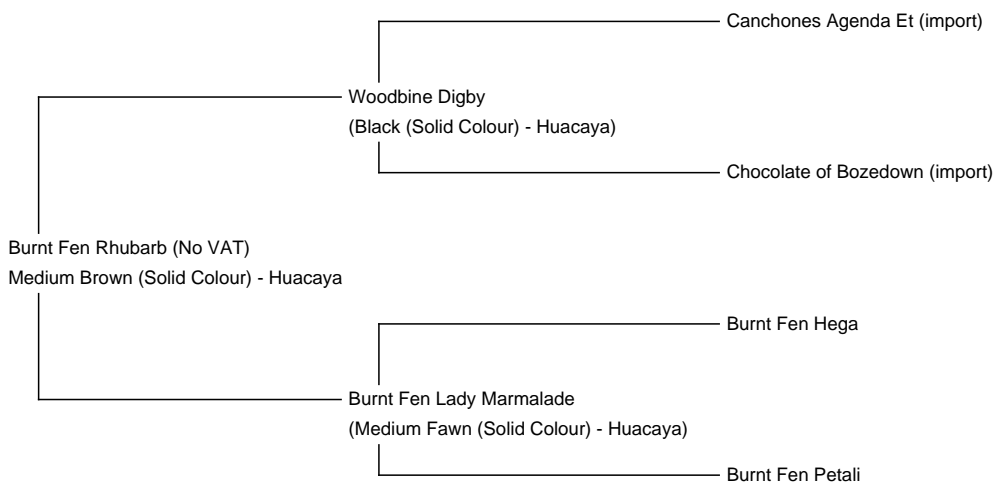 Canchones Agenda Et (import)
Woodbine Digby
(Black (Solid Colour) - Huacaya)
Chocolate of Bozedown (import)
Burnt Fen Rhubarb (No VAT)
Medium Brown (Solid Colour) - Huacaya
Burnt Fen Hega
Burnt Fen Lady Marmalade
(Medium Fawn (Solid Colour) - Huacaya)
Burnt Fen Petali